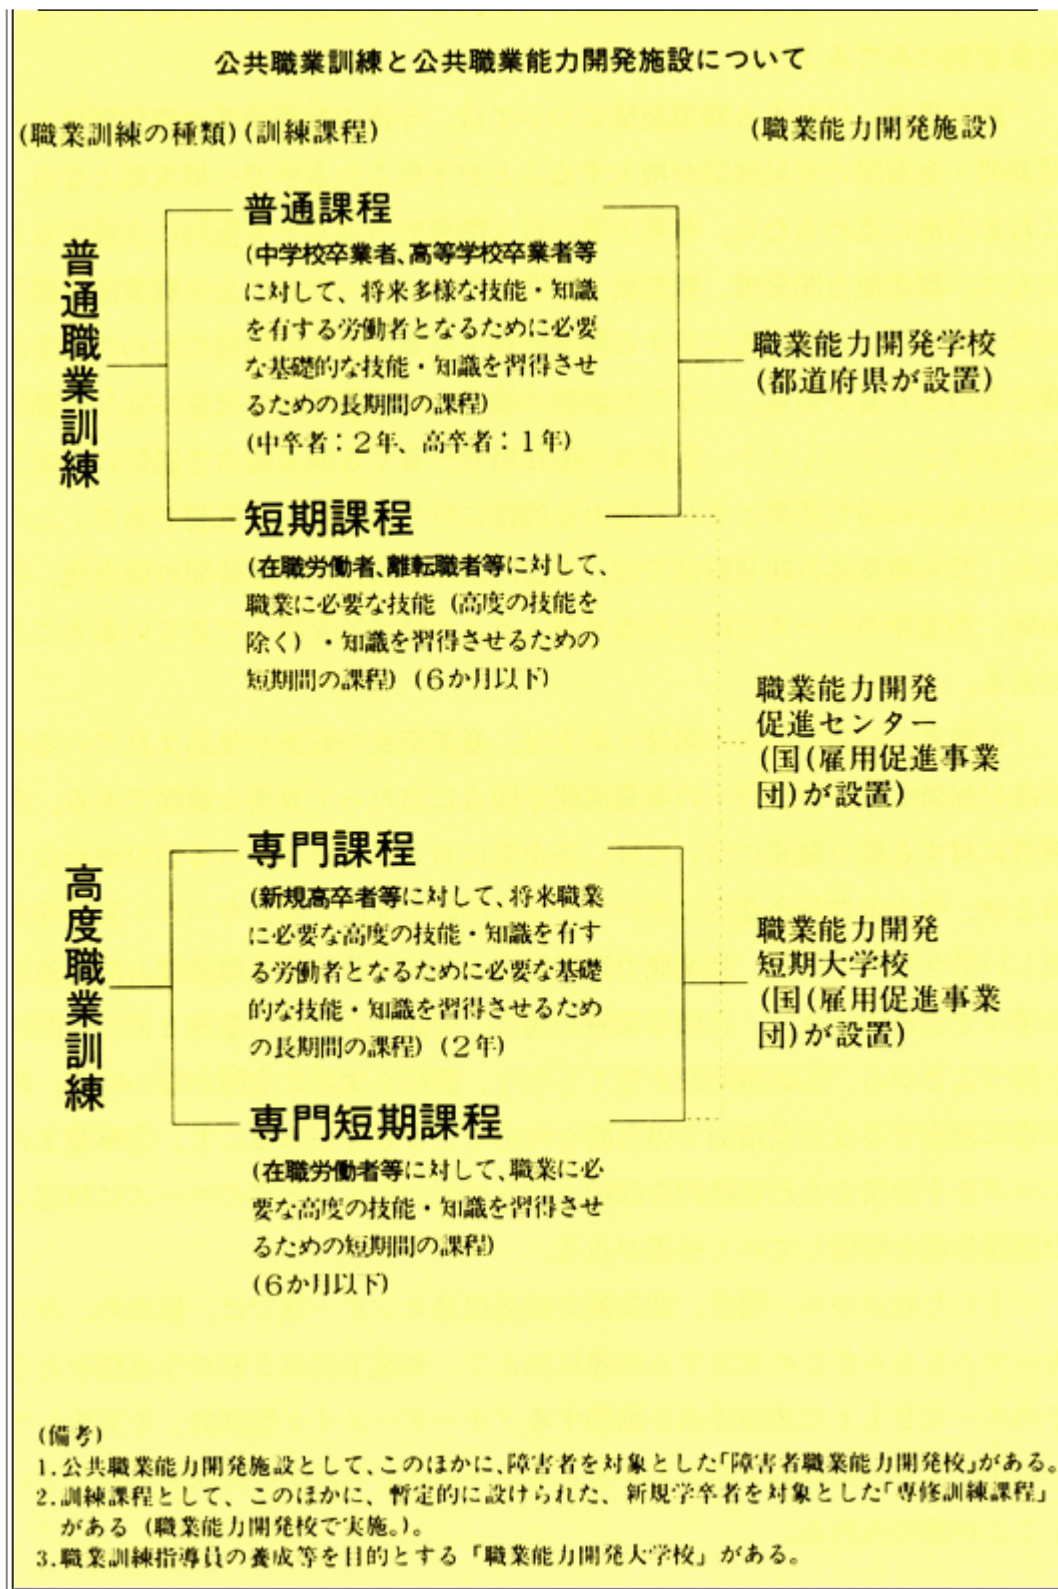 公共職業訓練と公共職業能力開発施設について
(職業訓練の種類)(訓練課程)
(職業能力開発施設)
普通職業訓練
普通課程
(中学校卒業者、高等学校卒業者等
に対して、将来多様な技能・知識
を有する労働者となるために必要
な基礎的な技能・知識を習得させ
るための長期間の課程)
(中卒者：2年、高卒者：1年)
職業能力開発学校
(都道府県が設置)
短期課程
(在職労働者、離転職者等に対して、
職業に必要な技能(高度の技能を
除く)・知識を習得させるための
短期間の課程)(6か月以下)
職業能力開発
促進センター
(国(雇用促進事業
団)が設置)
高度職業訓練
専門課程
(新規高卒者等に対して、将来職業
に必要な高度の技能・知識を有す
る労働者となるために必要な基礎
的な技能・知識を習得させるため
の長期間の課程)(2年)
職業能力開発
短期大学校
(国(雇用促進事業
団)が設置)
専門短期課程
(在職労働者等に対して、職業に必
要な高度の技能・知識を習得させ
るための短期間の課程)
(6か月以下)
(備考)
1.公共職業能力開発施設として、このほかに、障害者を対象とした「障害者職業能力開発校」がある。
2.訓練課程として、このほかに、暫定的に設けられた、新規学卒者を対象とした「専修訓練課程」
がある(職業能力開発校で実施。)。
3.職業訓練指導員の養成等を目的とする「職業能力開発大学校」がある。